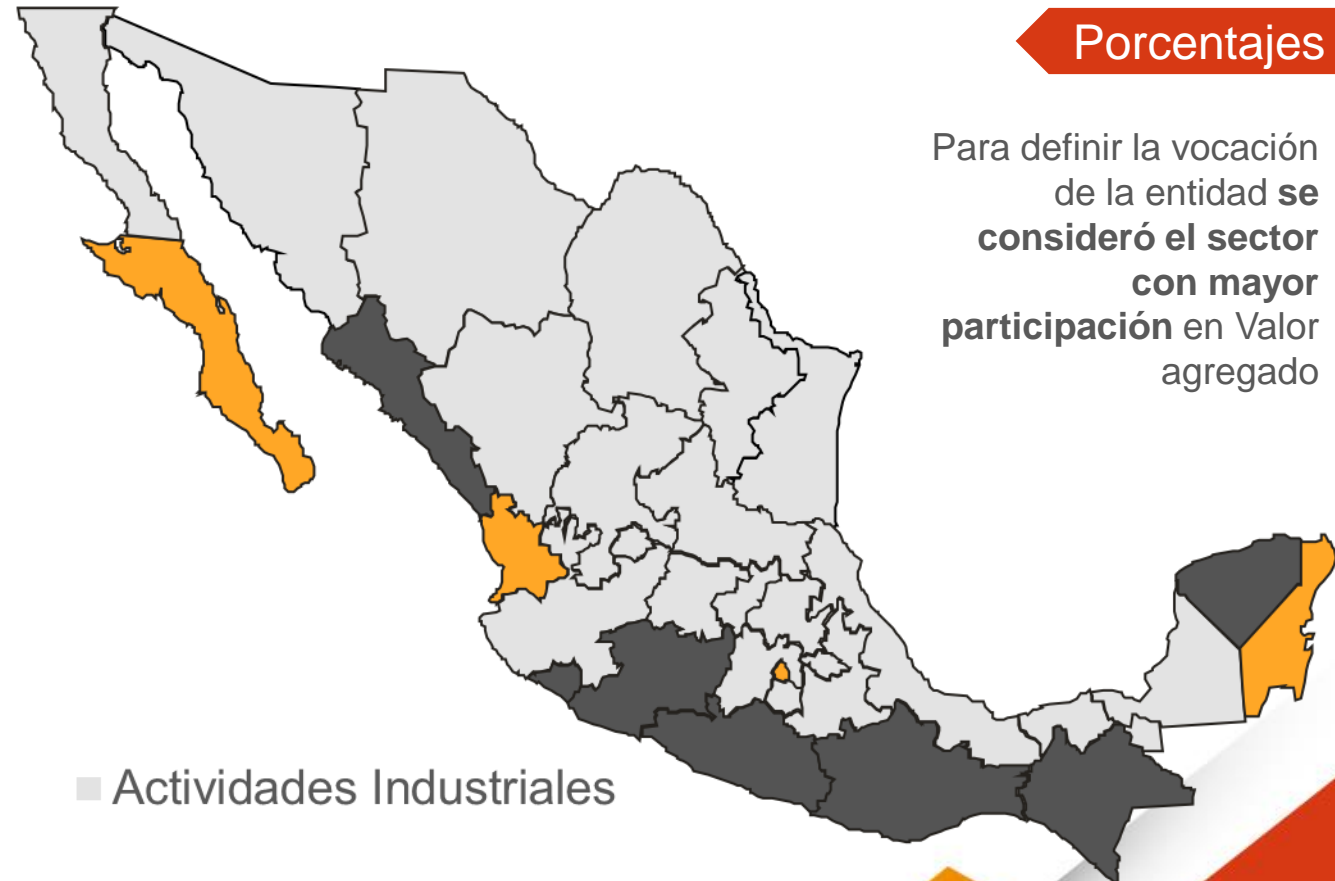 Porcentajes
Para definir la vocación
de la entidad se
consideró el sector
con mayor
participación en Valor
agregado
Actividades Industriales